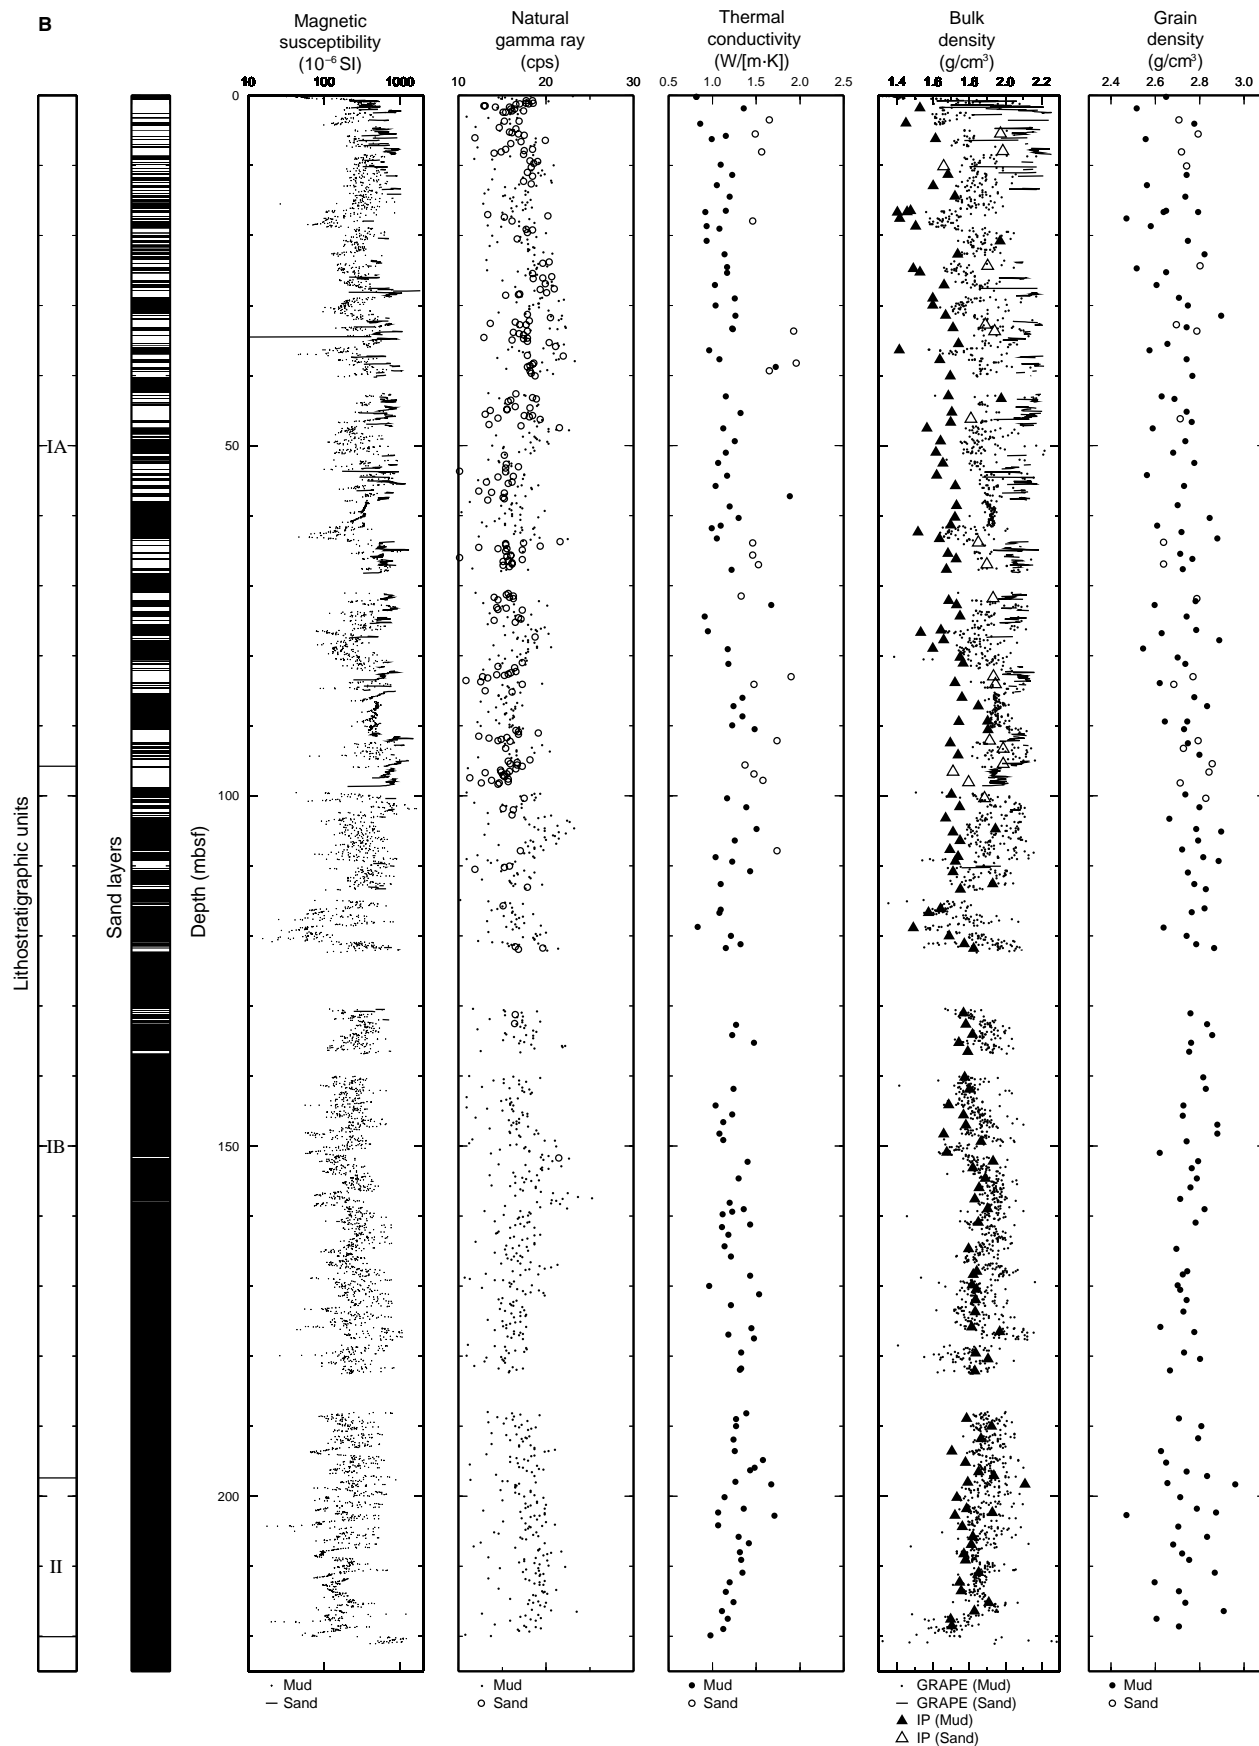 B
Magnetic
susceptibility
(10⁻⁶ SI)
10 100 1000
Natural
gamma ray
(cps)
10 20 30
Thermal
conductivity
(W/[m·K])
0.5 1.0 1.5 2.0 2.5
Bulk
density
(g/cm³)
1.4 1.6 1.8 2.0 2.2
Grain
density
(g/cm³)
2.4 2.6 2.8 3.0
Lithostratigraphic units
IA
IB
II
Sand layers
Depth (mbsf)
0
50
100
150
200
Mud
Sand
Mud
Sand
Mud
Sand
GRAPE (Mud)
GRAPE (Sand)
IP (Mud)
IP (Sand)
Mud
Sand